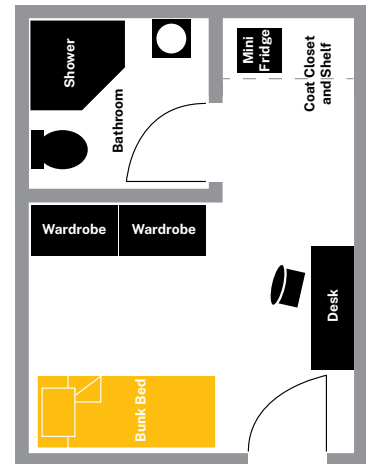 Shower
Bathroom
Mini
Fridge
Coat Closet
and Shelf
Wardrobe
Wardrobe
Desk
Bunk Bed